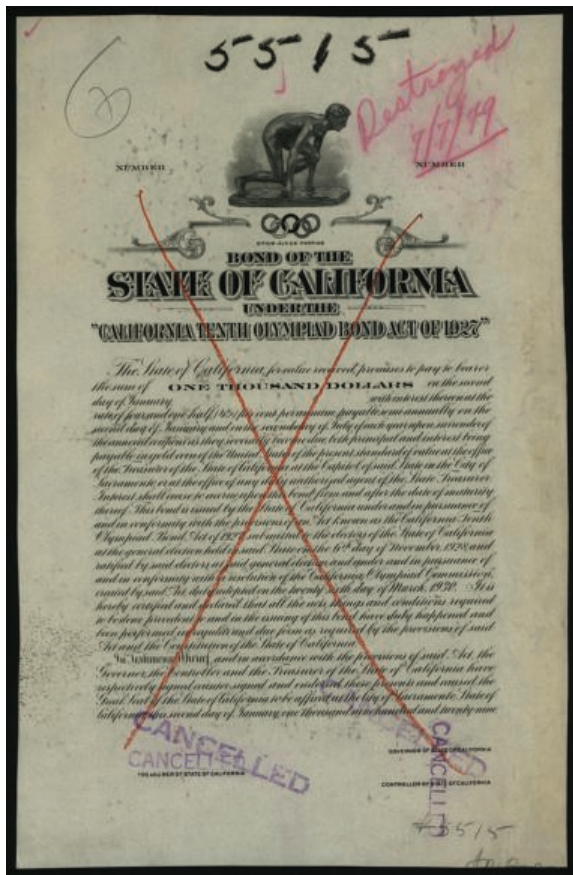 5515
Destroyed
7/7/79
NUMBER
NUMBER
CITIUS-ALTIUS-FORTIUS
BOND OF THE
STATE OF CALIFORNIA
UNDER THE
"CALIFORNIA TENTH OLYMPIAD BOND ACT OF 1927"
The State of California, for value received, promises to pay to bearer
the sum of ONE THOUSAND DOLLARS on the second
day of January with interest thereon at the
rate of four and one half (4½) per cent per annum, payable semi annually on the
second day of January and on the second day of July of each year upon surrender of
the annexed coupons as they severally become due, both principal and interest being
payable in gold coin of the United States of the present standard of value at the office
of the Treasurer of the State of California at the Capitol of said State in the City of
Sacramento or at the office of any duly authorized agent of the State Treasurer
Interest shall cease to accrue upon this bond from and after the date of maturity
thereof. This bond is issued by the State of California under and in pursuance of
and in conformity with the provisions of an Act known as the California Tenth
Olympiad Bond Act of 1927, submitted to the electors of the State of California
at the general election held in said State on the 6th day of November, 1928, and
ratified by said electors at said general election, and under and in pursuance of
and in conformity with a resolution of the California Olympiad Commission,
created by said Act, duly adopted on the day of March, 1930. It is
hereby certified and declared that all the acts, things and conditions required
to be done precedent to and in the issuing of this bond have duly happened and
been performed in regular and due form as required by the provisions of said
Act and the Constitution of the State of California
In Testimony Whereof, and in accordance with the provisions of said Act, the
Governor, the Controller and the Treasurer of the State of California have
respectively signed, counter signed and endorsed these presents and caused the
Great Seal of the State of California to be affixed at the City of Sacramento, State of
California this second day of January, one Thousand nine hundred and twenty nine
CANCELLED
CANCELLED
CANCELLED
CANCELLED
GOVERNOR OF STATE OF CALIFORNIA
TREASURER OF STATE OF CALIFORNIA
CONTROLLER OF STATE OF CALIFORNIA
#5515